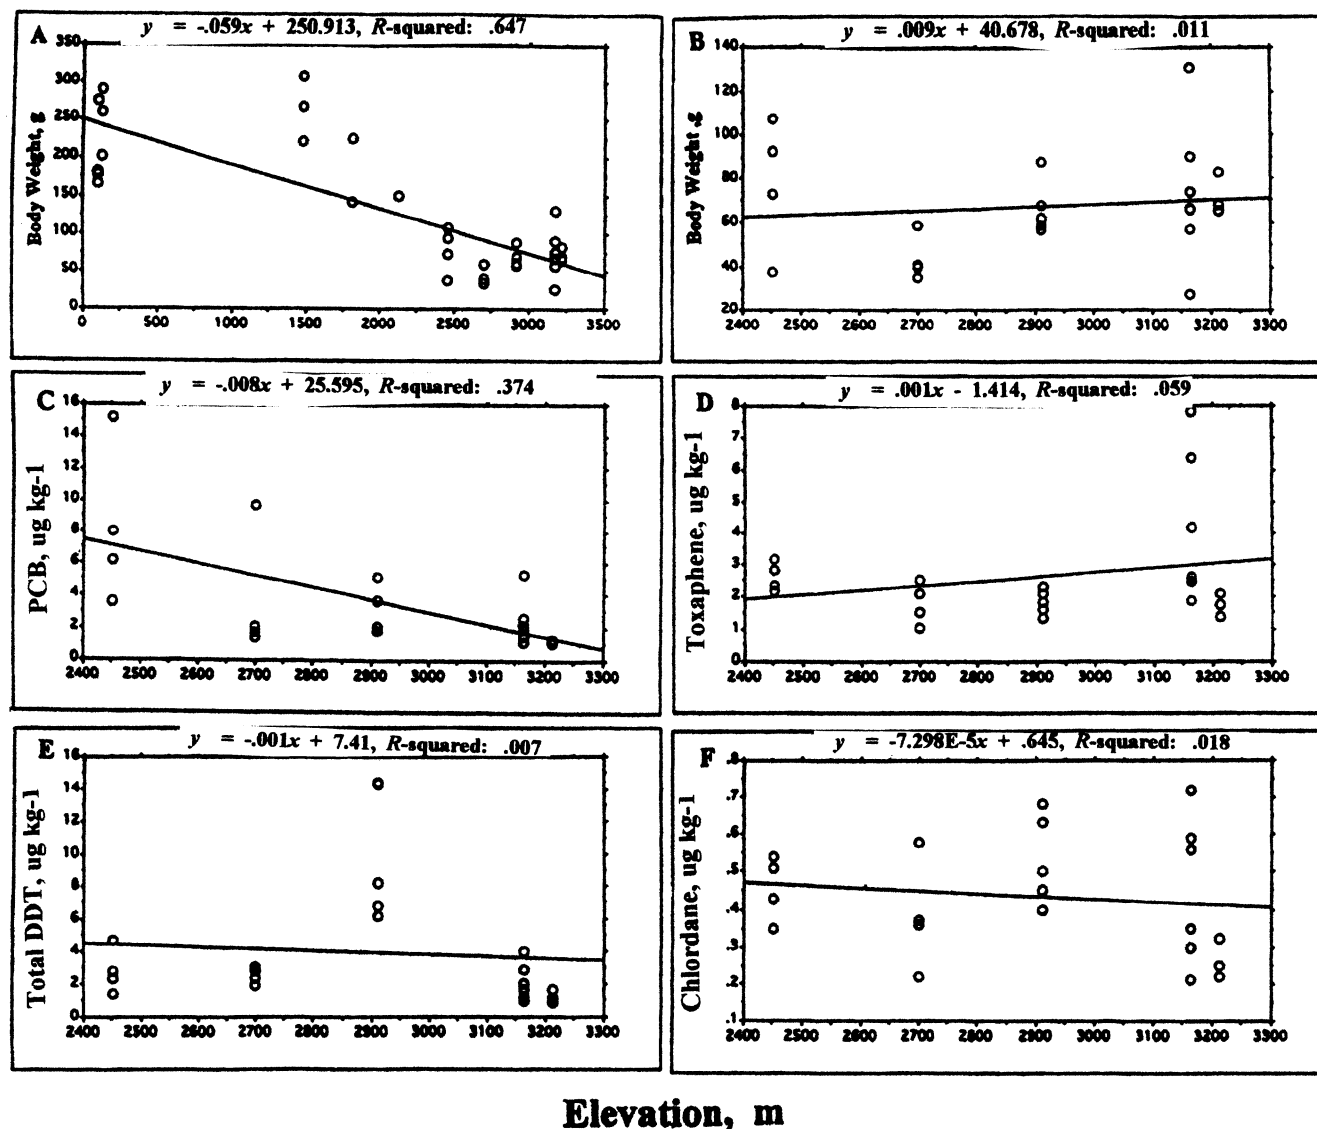 A y = -.059x + 250.913, R-squared: .647
350
300
250
200
150
100
50
0
Body Weight, g
0 500 1000 1500 2000 2500 3000 3500
B y = .009x + 40.678, R-squared: .011
140
120
100
80
60
40
20
Body Weight ,g
2400 2500 2600 2700 2800 2900 3000 3100 3200 3300
C y = -.008x + 25.595, R-squared: .374
16
14
12
10
8
6
4
2
0
PCB, ug kg-1
2400 2500 2600 2700 2800 2900 3000 3100 3200 3300
D y = .001x - 1.414, R-squared: .059
8
7
6
5
4
3
2
1
0
Toxaphene, ug kg-1
2400 2500 2600 2700 2800 2900 3000 3100 3200 3300
E y = -.001x + 7.41, R-squared: .007
16
14
12
10
8
6
4
2
0
Total DDT, ug kg-1
2400 2500 2600 2700 2800 2900 3000 3100 3200 3300
F y = -7.298E-5x + .645, R-squared: .018
.8
.7
.6
.5
.4
.3
.2
.1
Chlordane, ug kg-1
2400 2500 2600 2700 2800 2900 3000 3100 3200 3300
Elevation, m